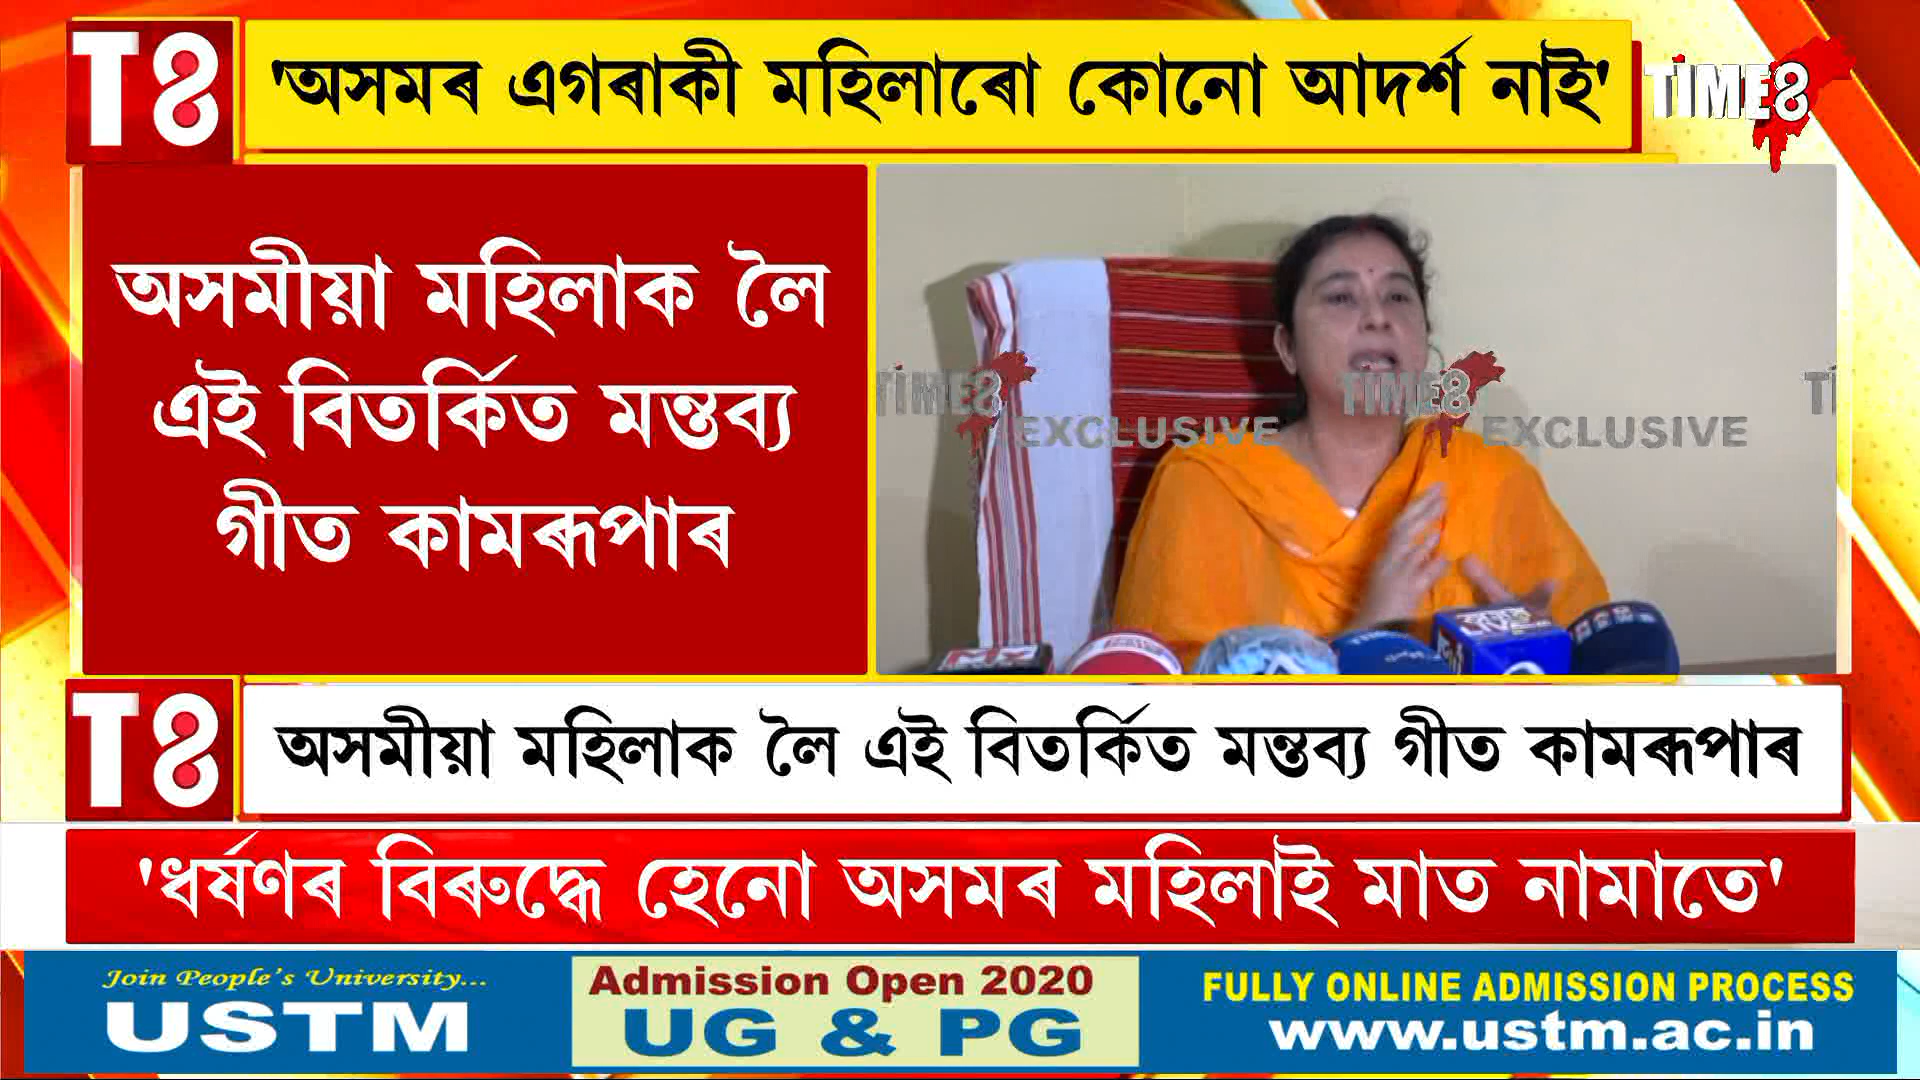 T8 'অসমৰ এগৰাকী মহিলাৰো কোনো আদৰ্শ নাই' TIME8
অসমীয়া মহিলাক লৈ
এই বিতৰ্কিত মন্তব্য
গীত কামৰূপাৰ
TIME8 EXCLUSIVE TIME8 EXCLUSIVE
T8 অসমীয়া মহিলাক লৈ এই বিতৰ্কিত মন্তব্য গীত কামৰূপাৰ
'ধৰ্ষণৰ বিৰুদ্ধে হেনো অসমৰ মহিলাই মাত নামাতে'
Join People's University...
USTM
Admission Open 2020
UG & PG
FULLY ONLINE ADMISSION PROCESS
www.ustm.ac.in